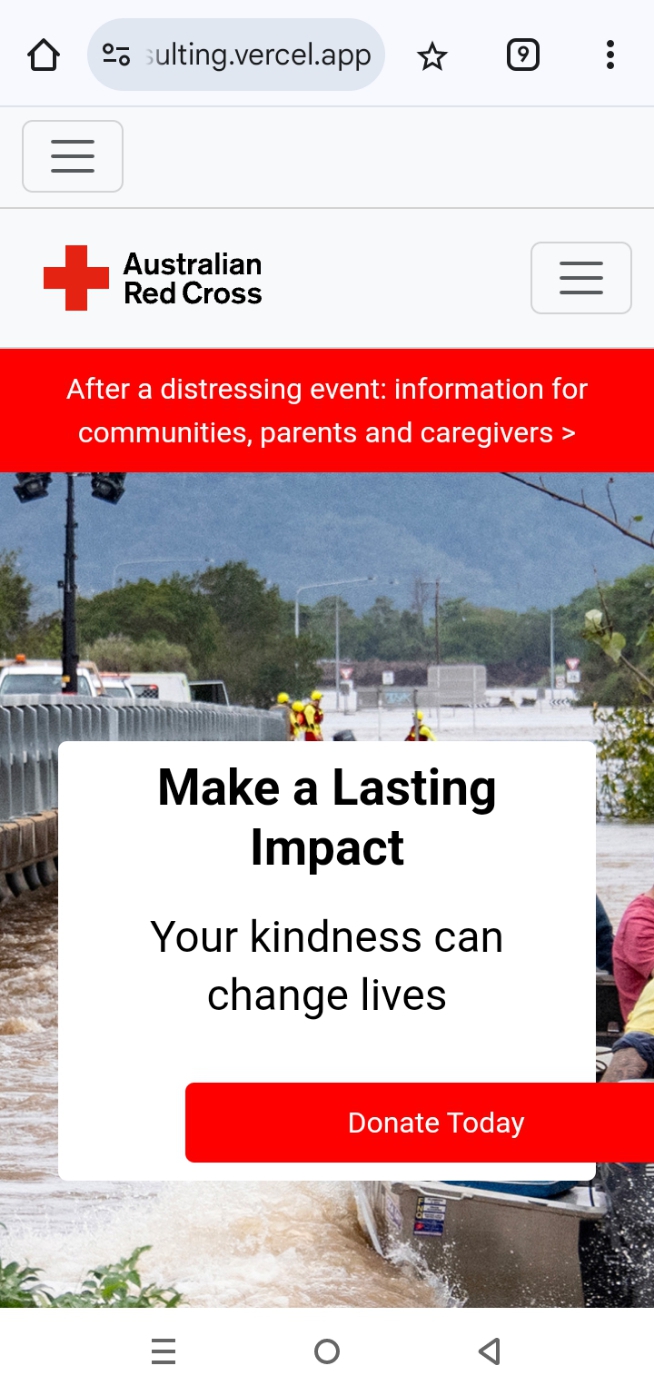 sulting.vercel.app
9
Australian
Red Cross
After a distressing event: information for
communities, parents and caregivers >
Make a Lasting
Impact
Your kindness can
change lives
Donate Today